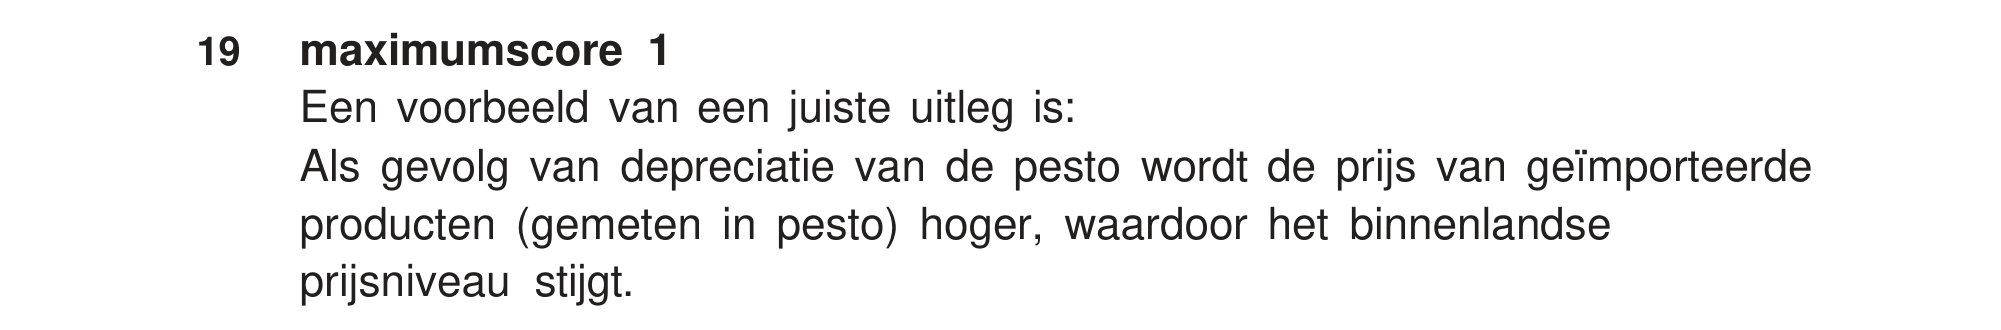 19 maximumscore 1
Een voorbeeld van een juiste uitleg is:
Als gevolg van depreciatie van de pesto wordt de prijs van geïmporteerde
producten (gemeten in pesto) hoger, waardoor het binnenlandse
prijsniveau stijgt.